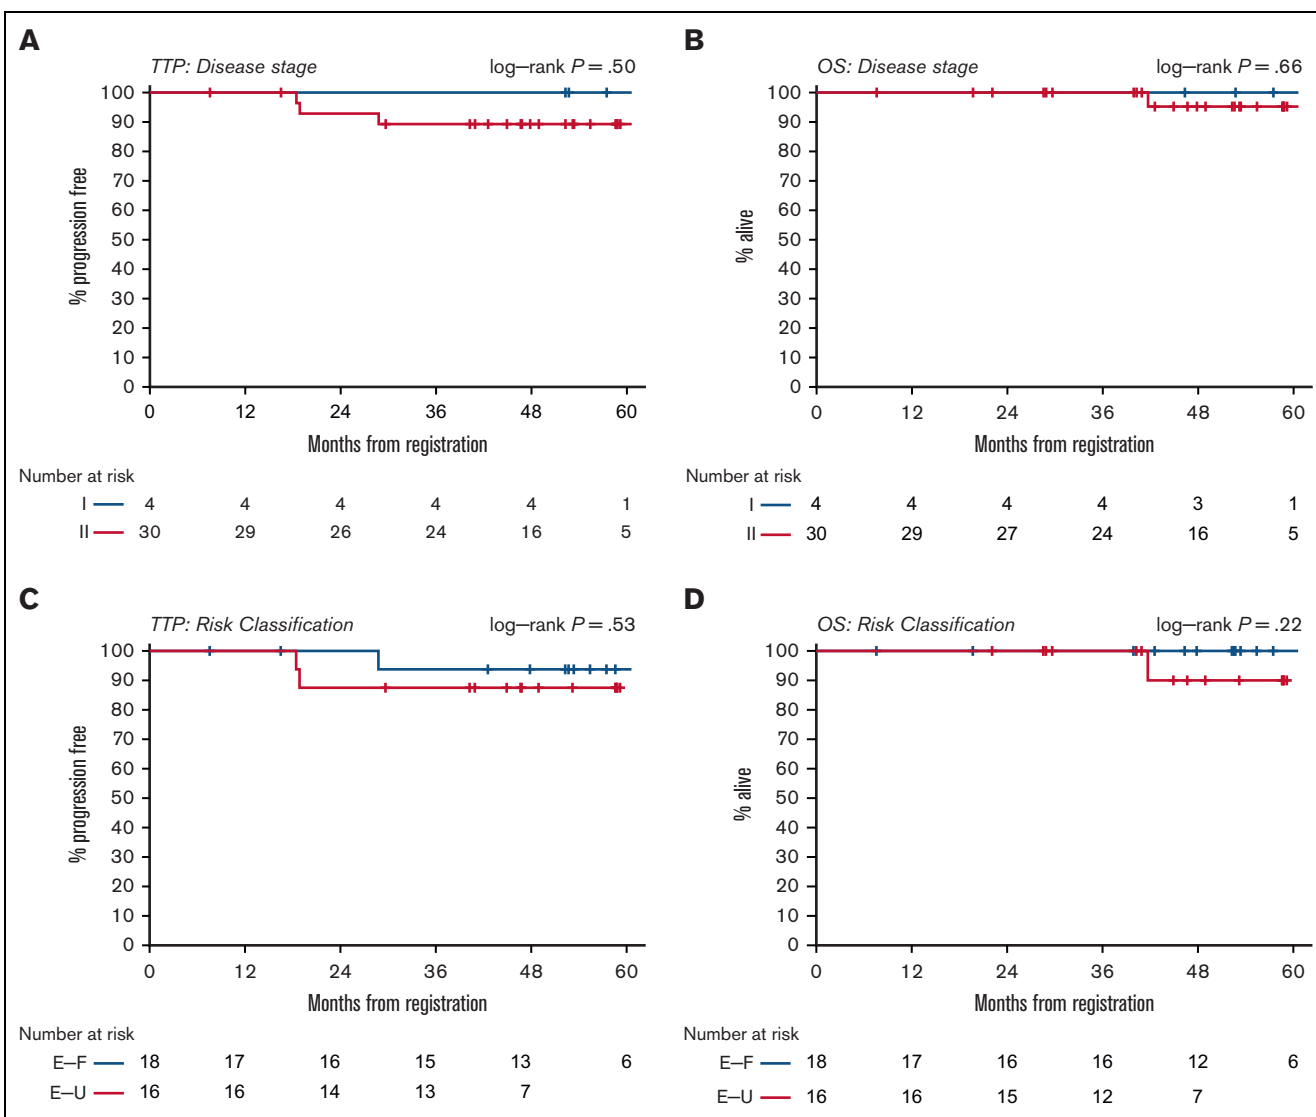 A
TTP: Disease stage
log–rank P = .50
100
90
80
70
60
50
40
30
20
10
0
% progression free
0 12 24 36 48 60
Months from registration
Number at risk
I 4 4 4 4 4 1
II 30 29 26 24 16 5
B
OS: Disease stage
log–rank P = .66
100
90
80
70
60
50
40
30
20
10
0
% alive
0 12 24 36 48 60
Months from registration
Number at risk
I 4 4 4 4 3 1
II 30 29 27 24 16 5
C
TTP: Risk Classification
log–rank P = .53
100
90
80
70
60
50
40
30
20
10
0
% progression free
0 12 24 36 48 60
Months from registration
Number at risk
E–F 18 17 16 15 13 6
E–U 16 16 14 13 7
D
OS: Risk Classification
log–rank P = .22
100
90
80
70
60
50
40
30
20
10
0
% alive
0 12 24 36 48 60
Months from registration
Number at risk
E–F 18 17 16 16 12 6
E–U 16 16 15 12 7